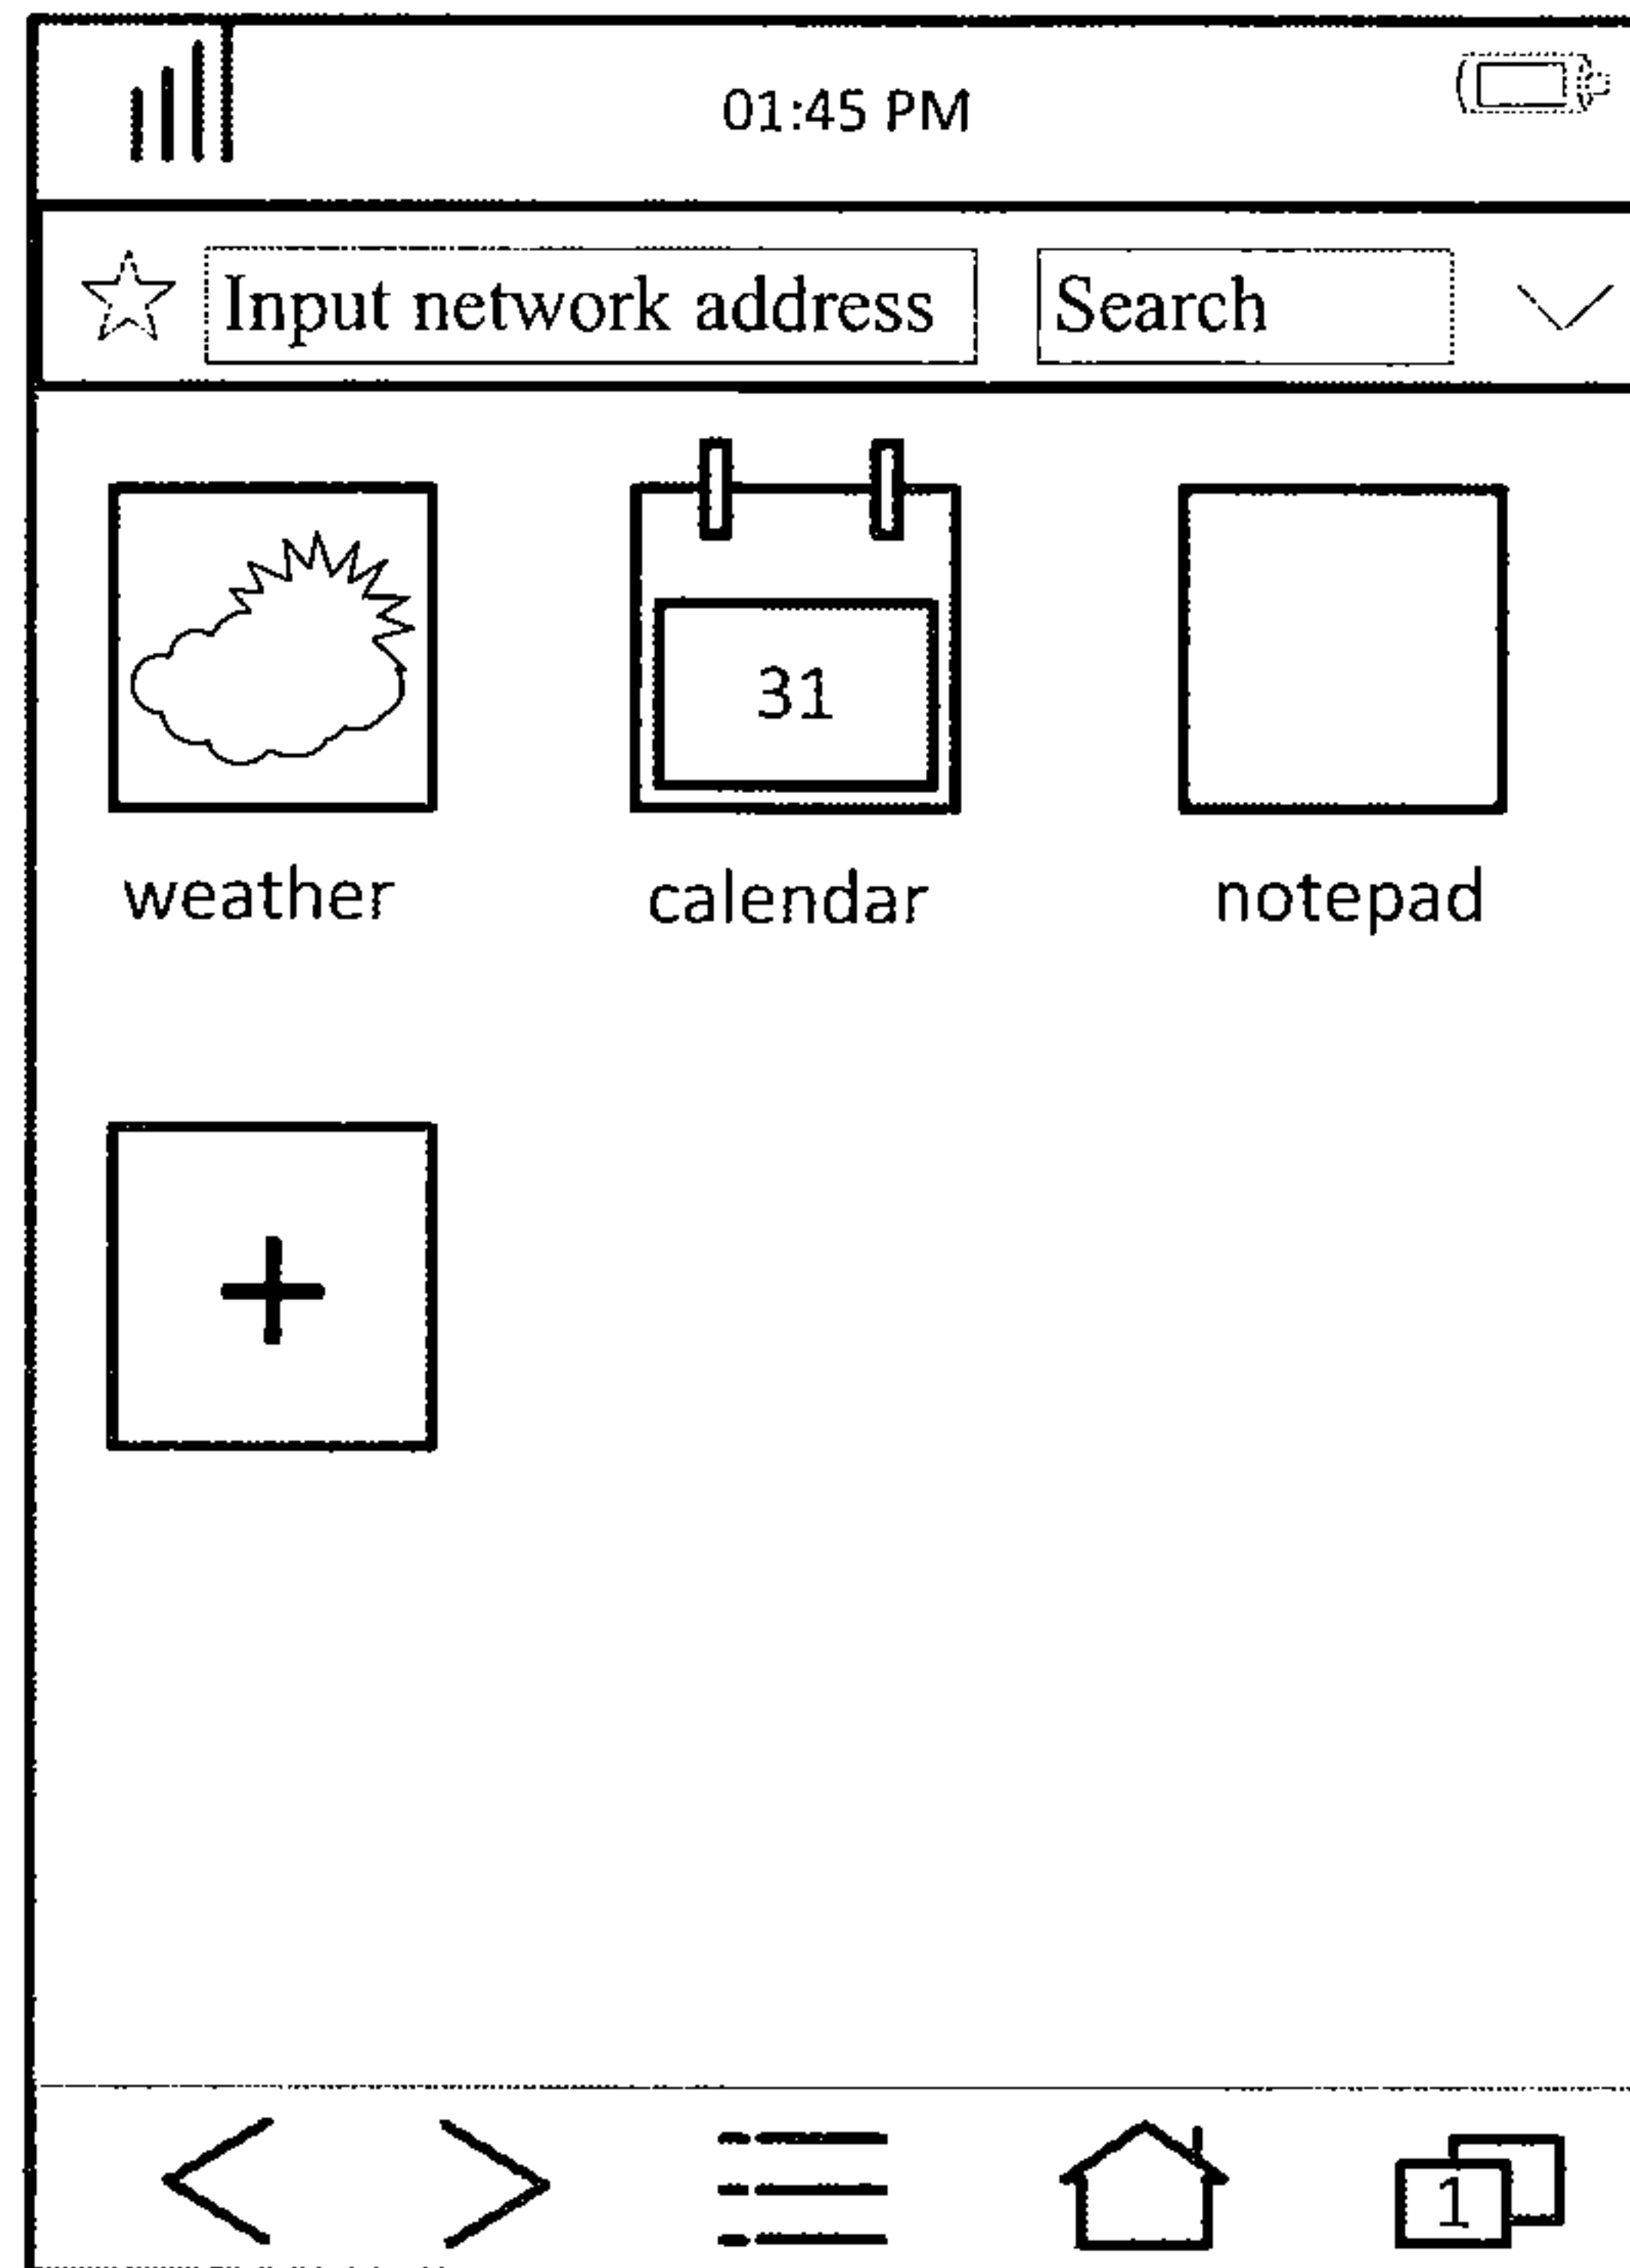 01:45 PM
Input network address Search
31
weather calendar notepad
+
1